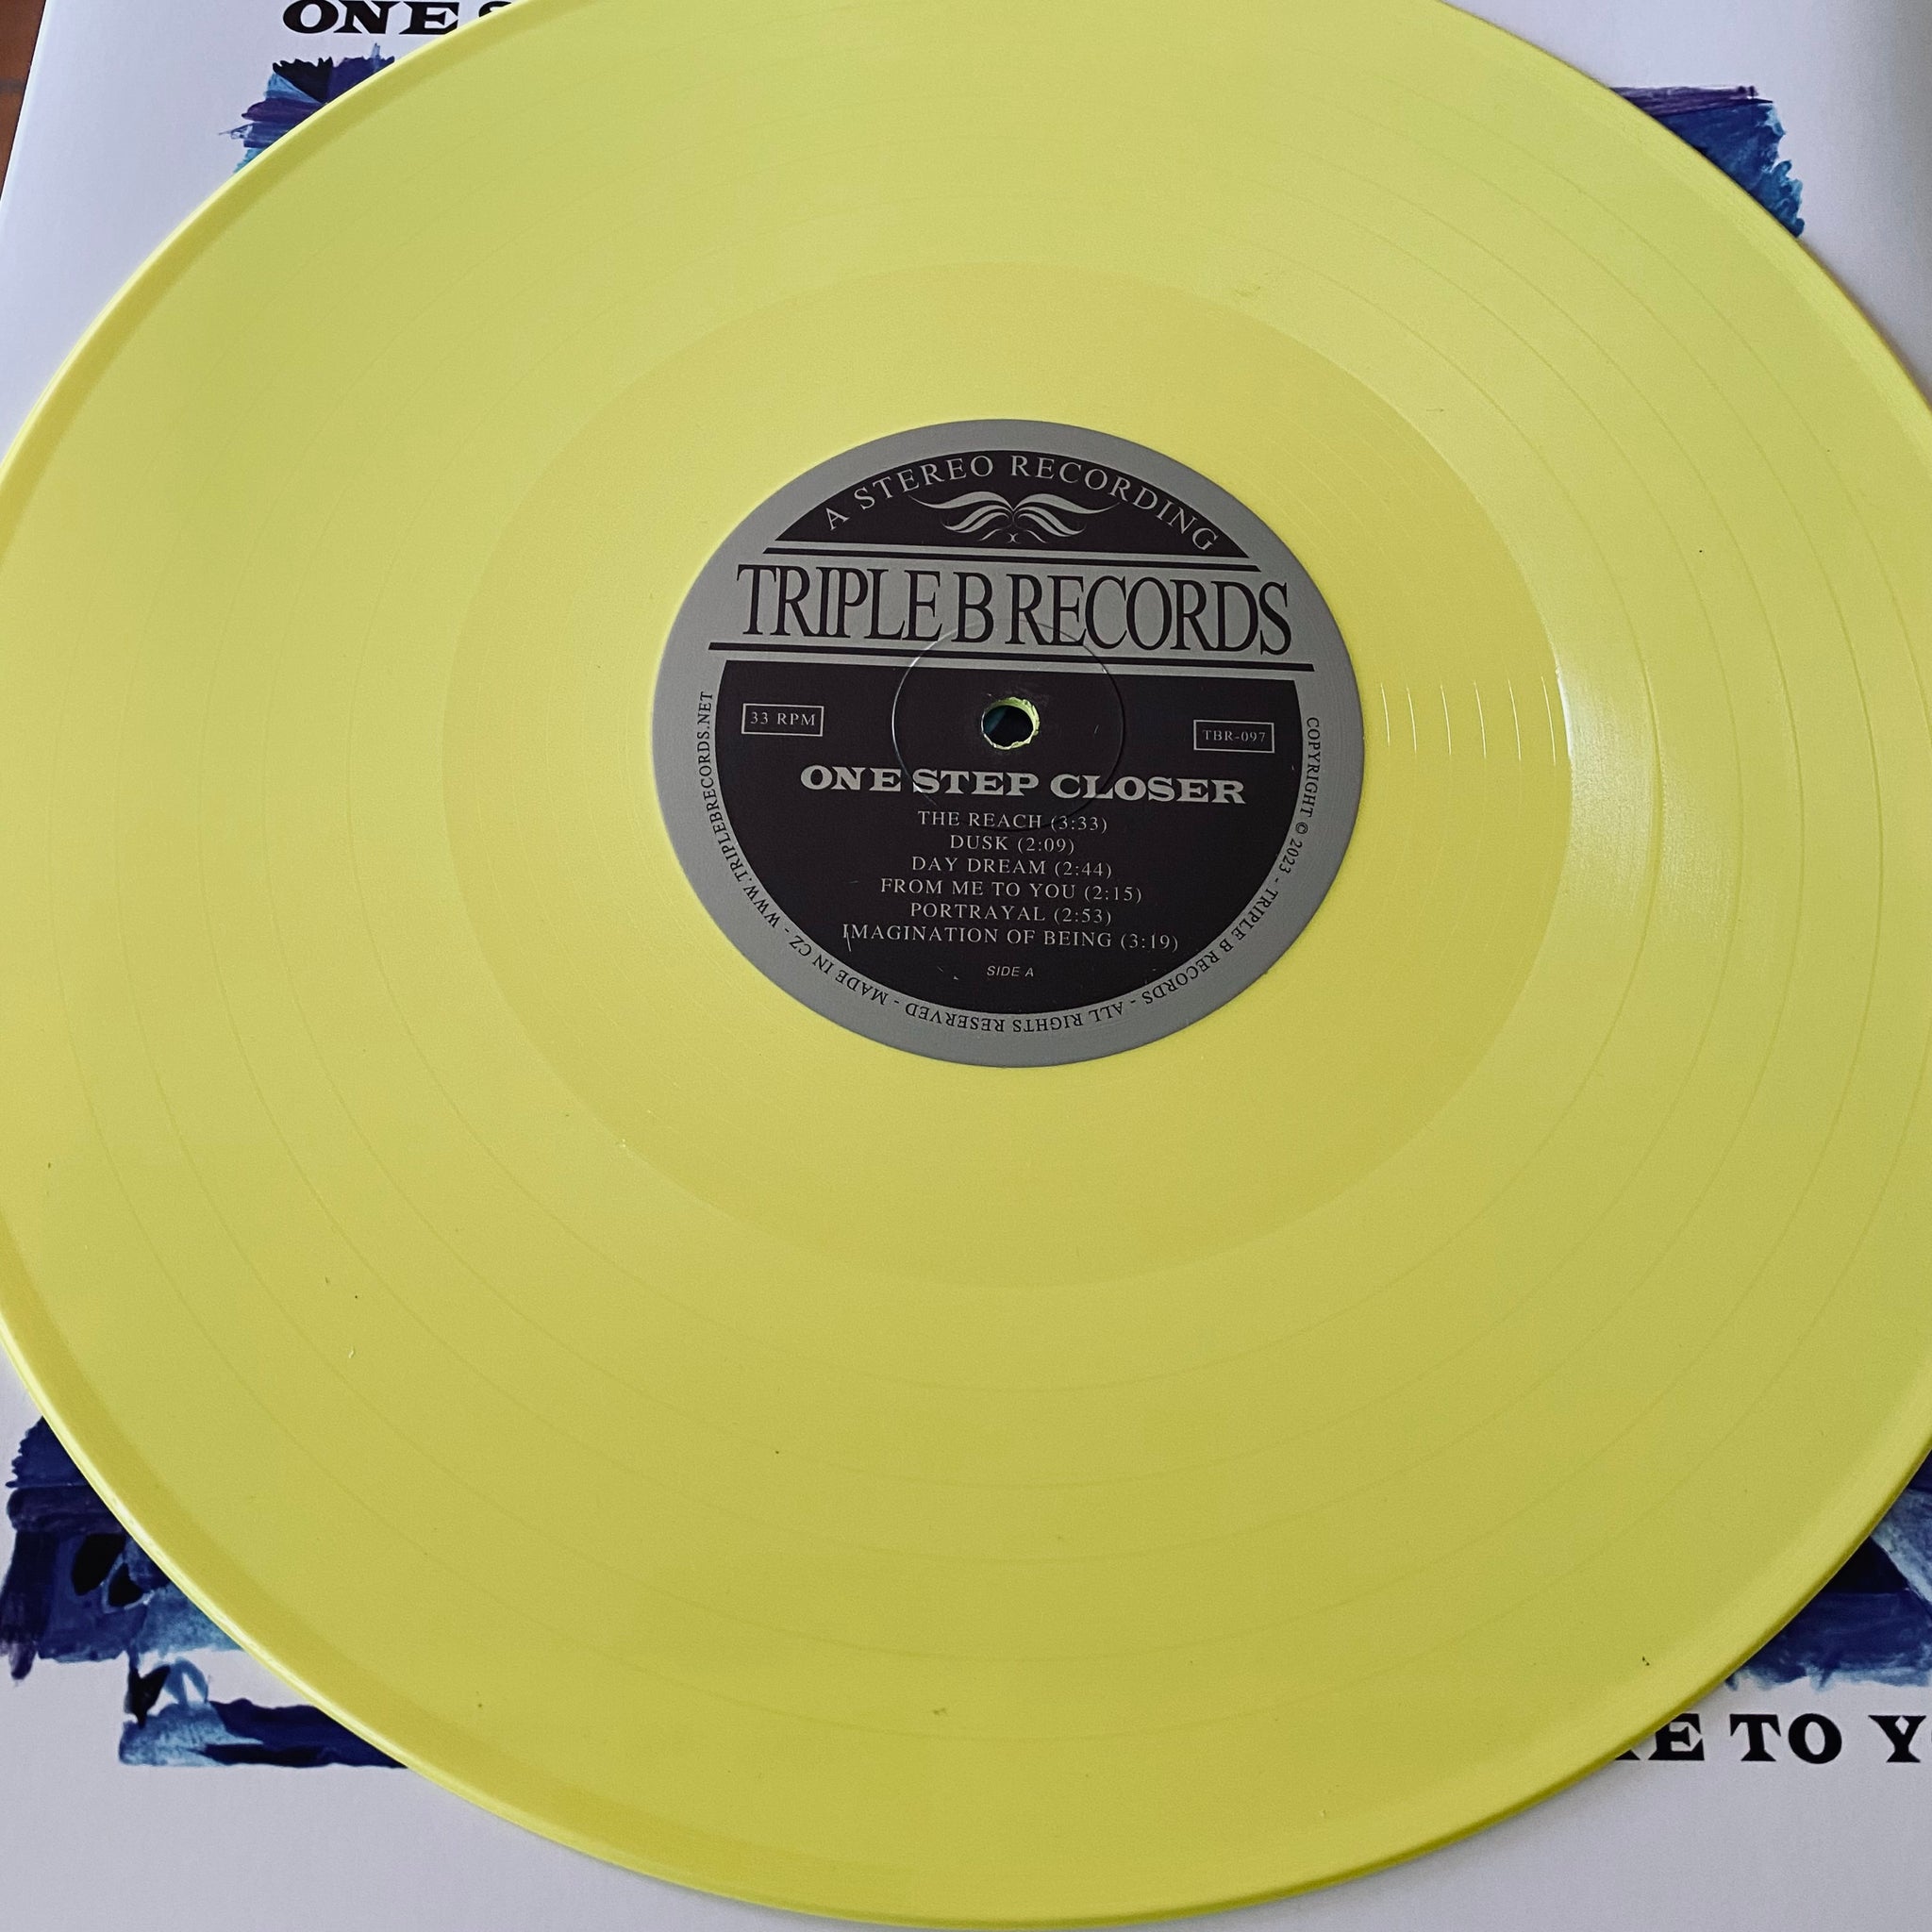 ONE
A STEREO RECORDING
TRIPLE B RECORDS
33 RPM
TBR-097
ONE STEP CLOSER
THE REACH (3:33)
DUSK (2:09)
DAY DREAM (2:44)
FROM ME TO YOU (2:15)
PORTRAYAL (2:53)
IMAGINATION OF BEING (3:19)
SIDE A
COPYRIGHT © 2023 - TRIPLE B RECORDS - ALL RIGHTS RESERVED - MADE IN CZ - WWW.TRIPLEBRECORDS.NET
TO